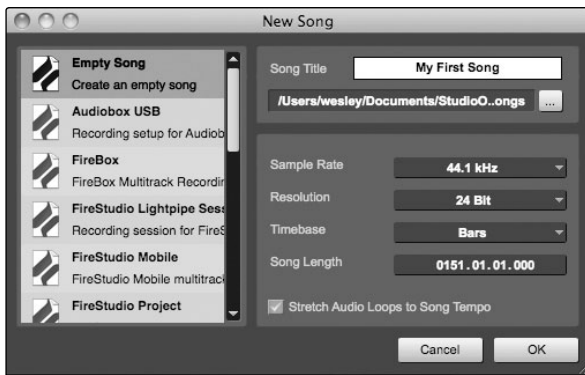 New Song
Empty Song
Create an empty song
Audiobox USB
Recording setup for Audiob
FireBox
FireBox Multitrack Recordin
FireStudio Lightpipe Sess
Recording session for FireS
FireStudio Mobile
FireStudio Mobile multitrack
FireStudio Project
Song Title
My First Song
/Users/wesley/Documents/StudioO..ongs
...
Sample Rate
44.1 kHz
Resolution
24 Bit
Timebase
Bars
Song Length
0151.01.01.000
Stretch Audio Loops to Song Tempo
Cancel
OK